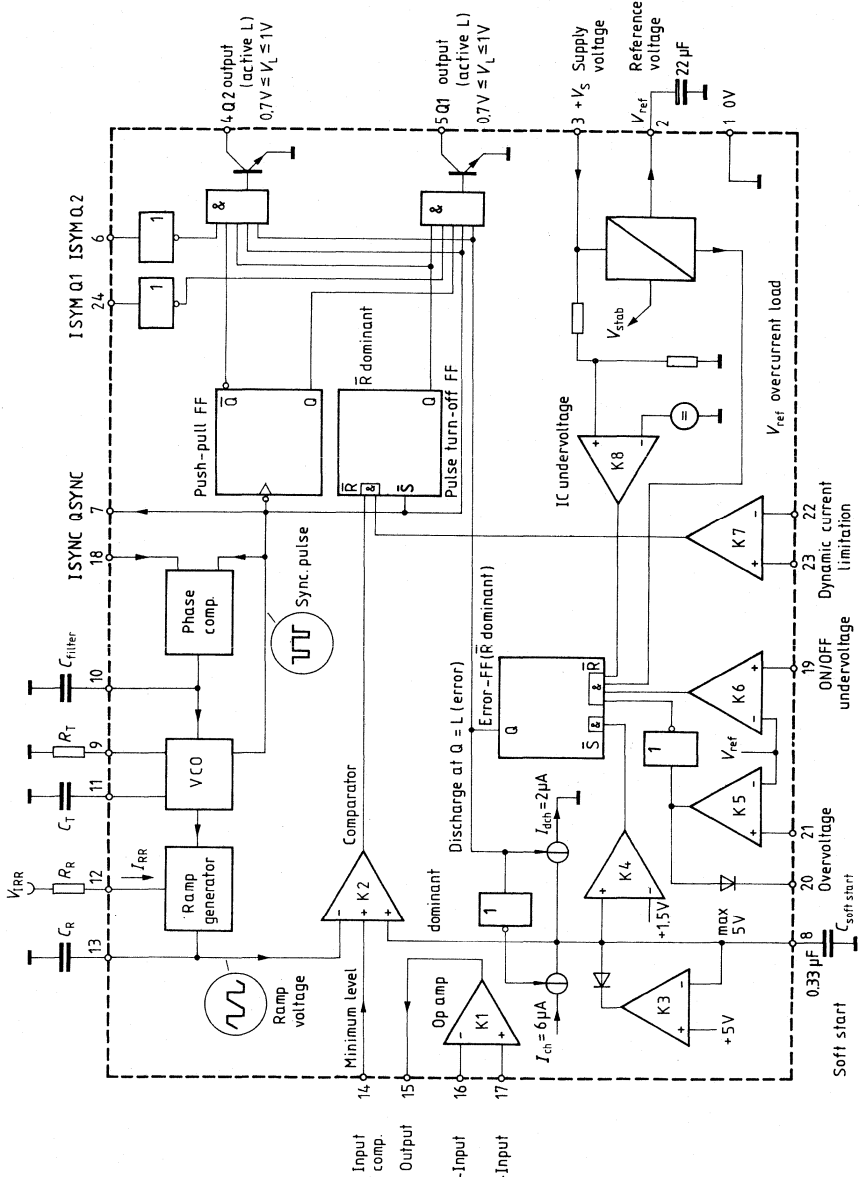 V_IRR
C_R
R_R
C_T
R_T
C_filter
ISYNC QSYNC
ISYM Q1 ISYM Q2
13
12
11
9
10
18
7
24
6
I_RR
Ramp generator
VCO
Phase comp.
1
1
Ramp voltage
Sync. pulse
Push-pull FF
Q̅
Q
R̅ dominant
R̅
&
S̅
Q
Pulse turn-off FF
&
&
4 Q2 output
(active L)
0,7V ≤ V_L ≤ 1V
5 Q1 output
(active L)
0,7V ≤ V_L ≤ 1V
Minimum level
14
15
16
17
Input
comp.
Output
-Input
-Input
K2
Comparator
dominant
Op amp
K1
-
+
-
+
+
Discharge at Q = L (error)
Error-FF (R̅ dominant)
Q
S̅
&
&
R̅
1
I_ch = 6µA
I_dch = 2µA
IC undervoltage
K8
+
-
=
V_stab
3 +V_S Supply
voltage
Reference
voltage
V_ref
2
22 µF
1 0V
V_ref overcurrent load
K3
+
-
+5V
K4
+
-
+1,5V
max
5V
1
K5
+
-
V_ref
K6
-
+
K7
+
-
8
0.33 µF
C_soft start
Soft start
20
21
Overvoltage
19
ON/OFF
undervoltage
23
22
Dynamic current
limitation